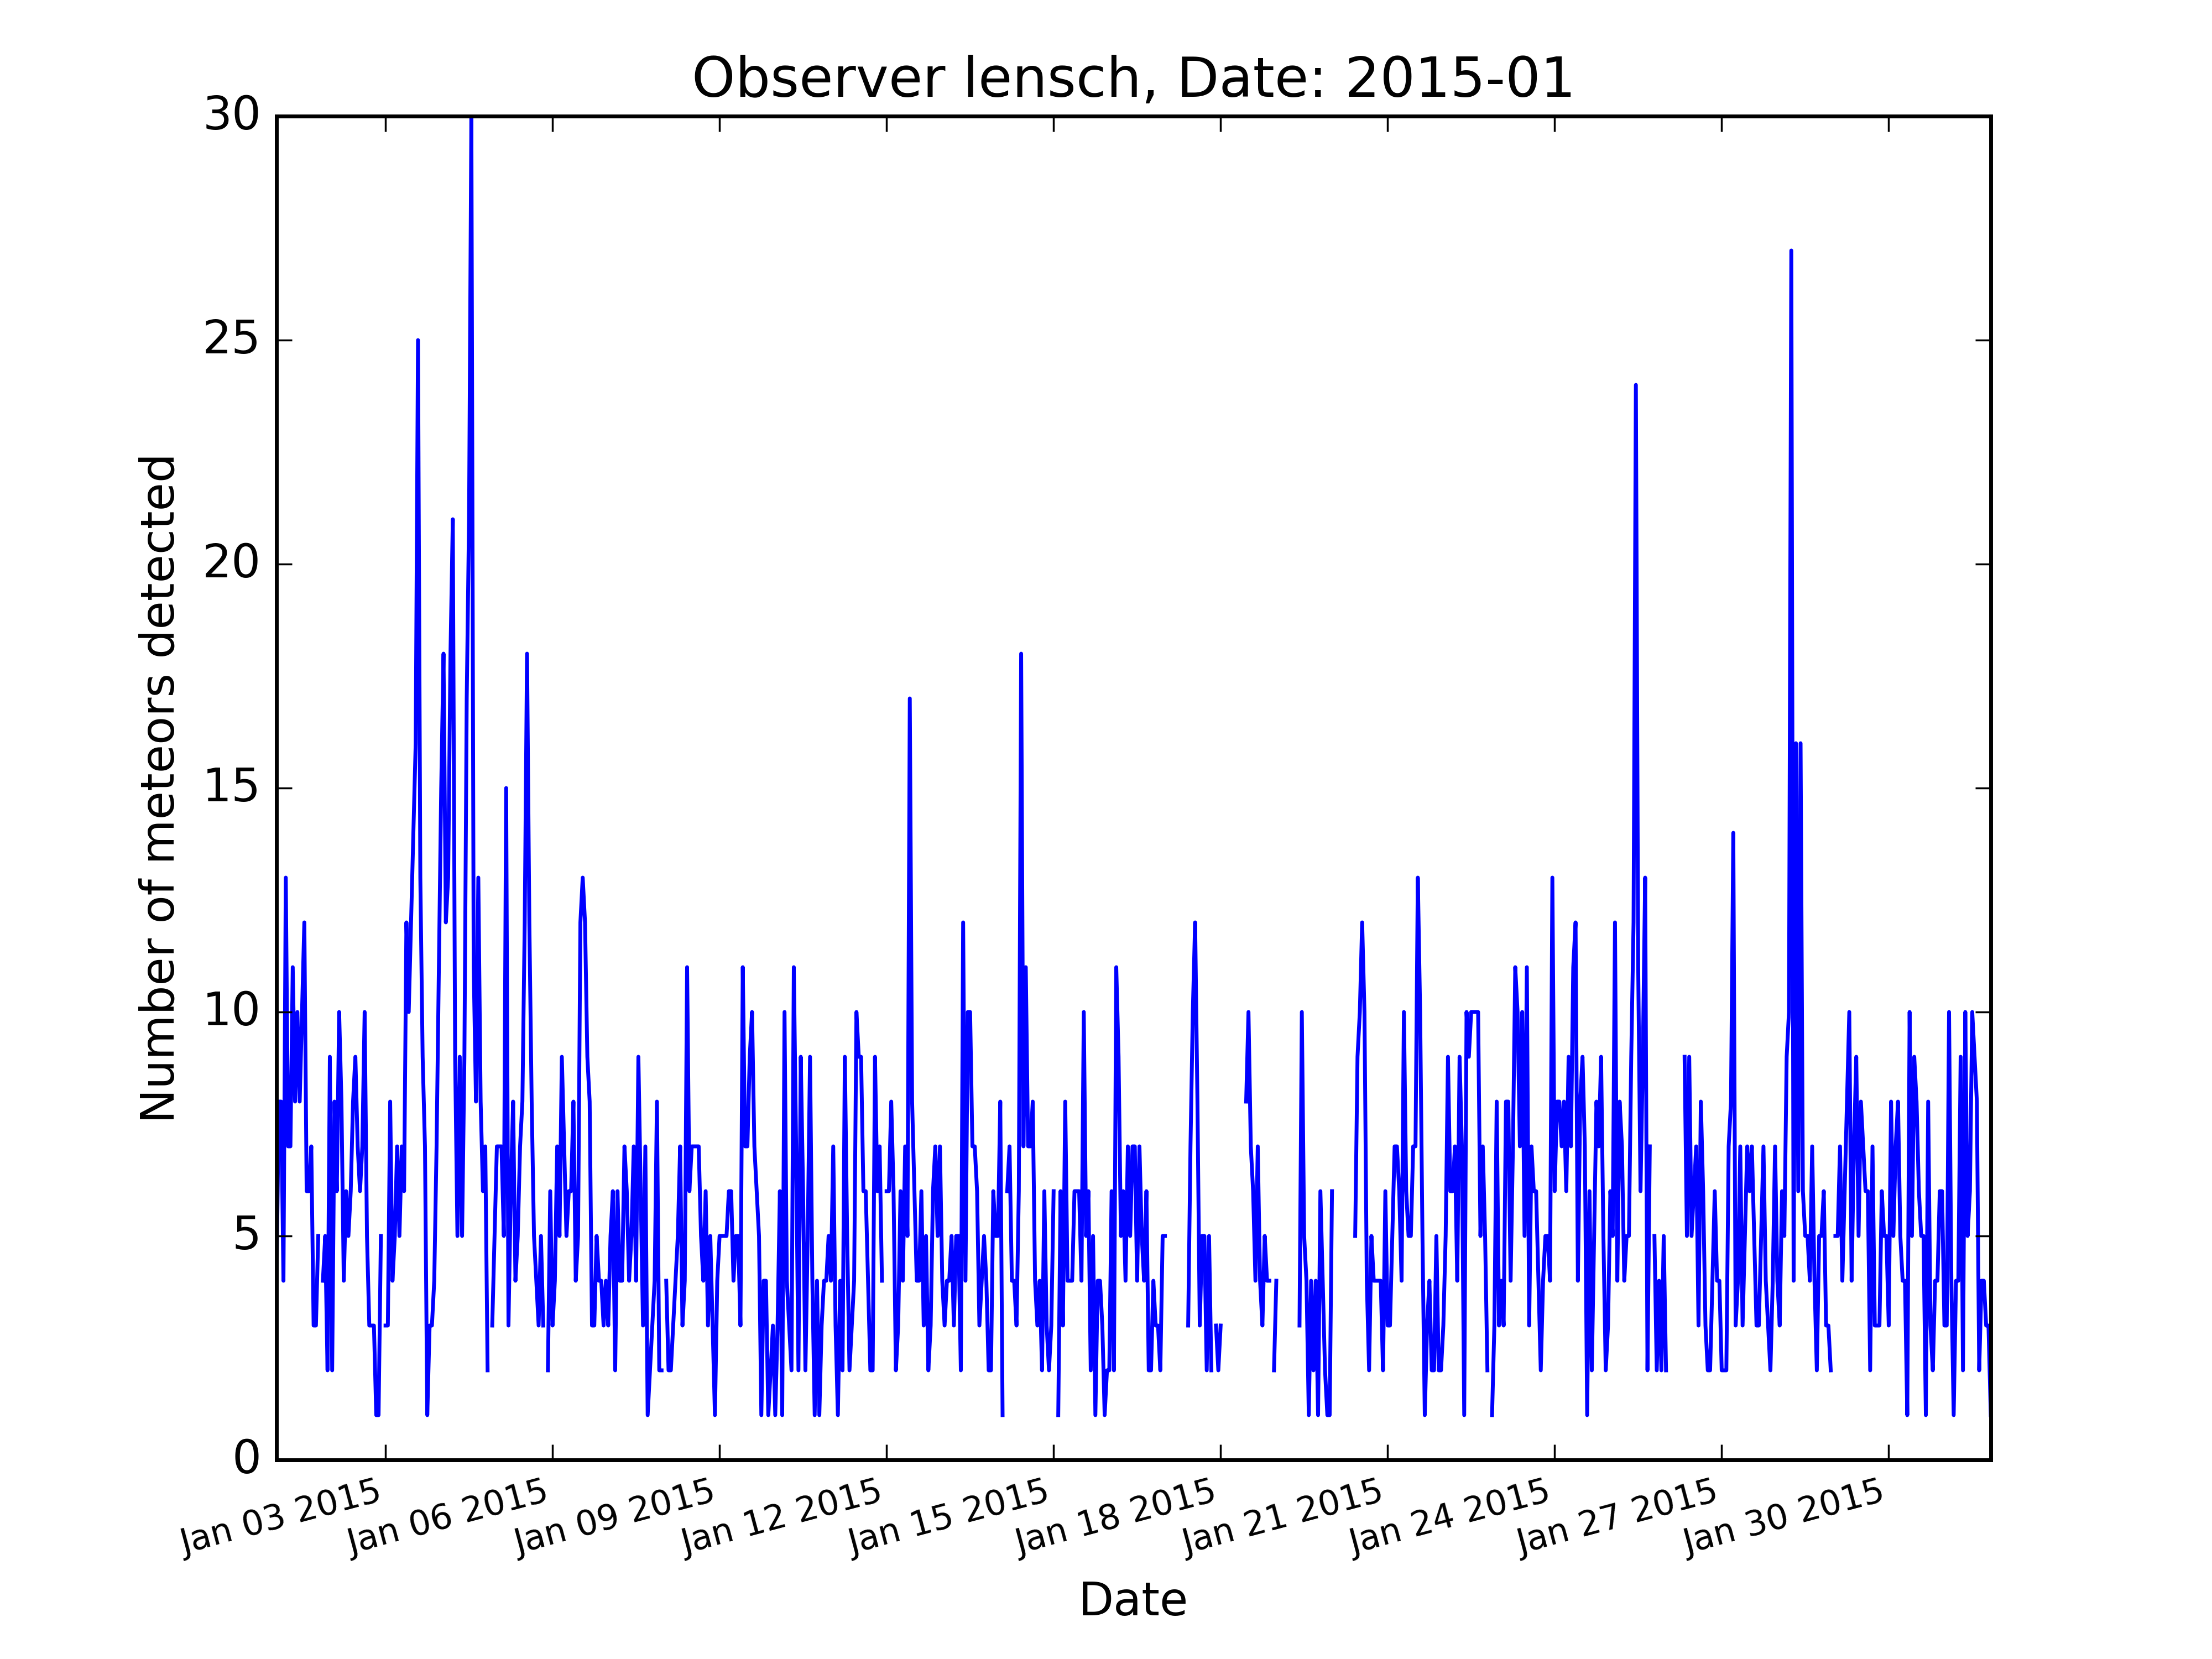 Observer lensch, Date: 2015-01
30
25
20
15
10
5
0
Number of meteors detected
Jan 03 2015
Jan 06 2015
Jan 09 2015
Jan 12 2015
Jan 15 2015
Jan 18 2015
Jan 21 2015
Jan 24 2015
Jan 27 2015
Jan 30 2015
Date